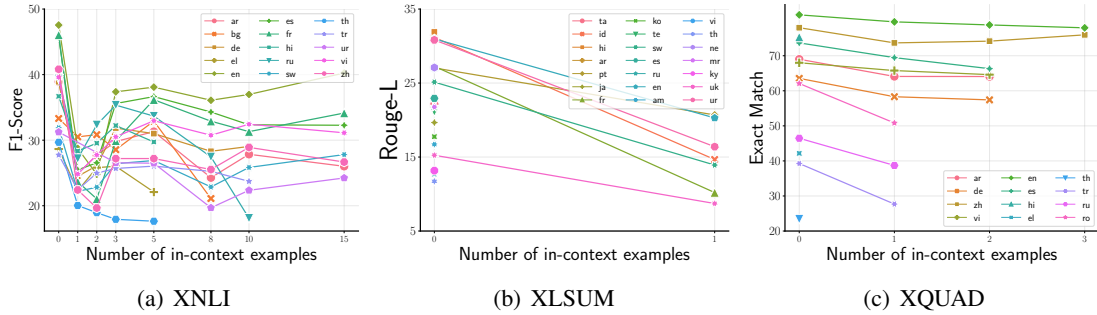 F1-Score
50
40
30
20
0
1
2
3
5
8
10
15
Number of in-context examples
ar
bg
de
el
en
es
fr
hi
ru
sw
th
tr
ur
vi
zh
(a) XNLI
Rouge-L
35
25
15
5
0
1
Number of in-context examples
ta
id
hi
ar
pt
ja
fr
ko
te
sw
es
ru
en
am
vi
th
ne
mr
ky
uk
ur
(b) XLSUM
Exact Match
80
60
40
20
0
1
2
3
Number of in-context examples
ar
de
zh
vi
en
es
hi
el
th
tr
ru
ro
(c) XQUAD